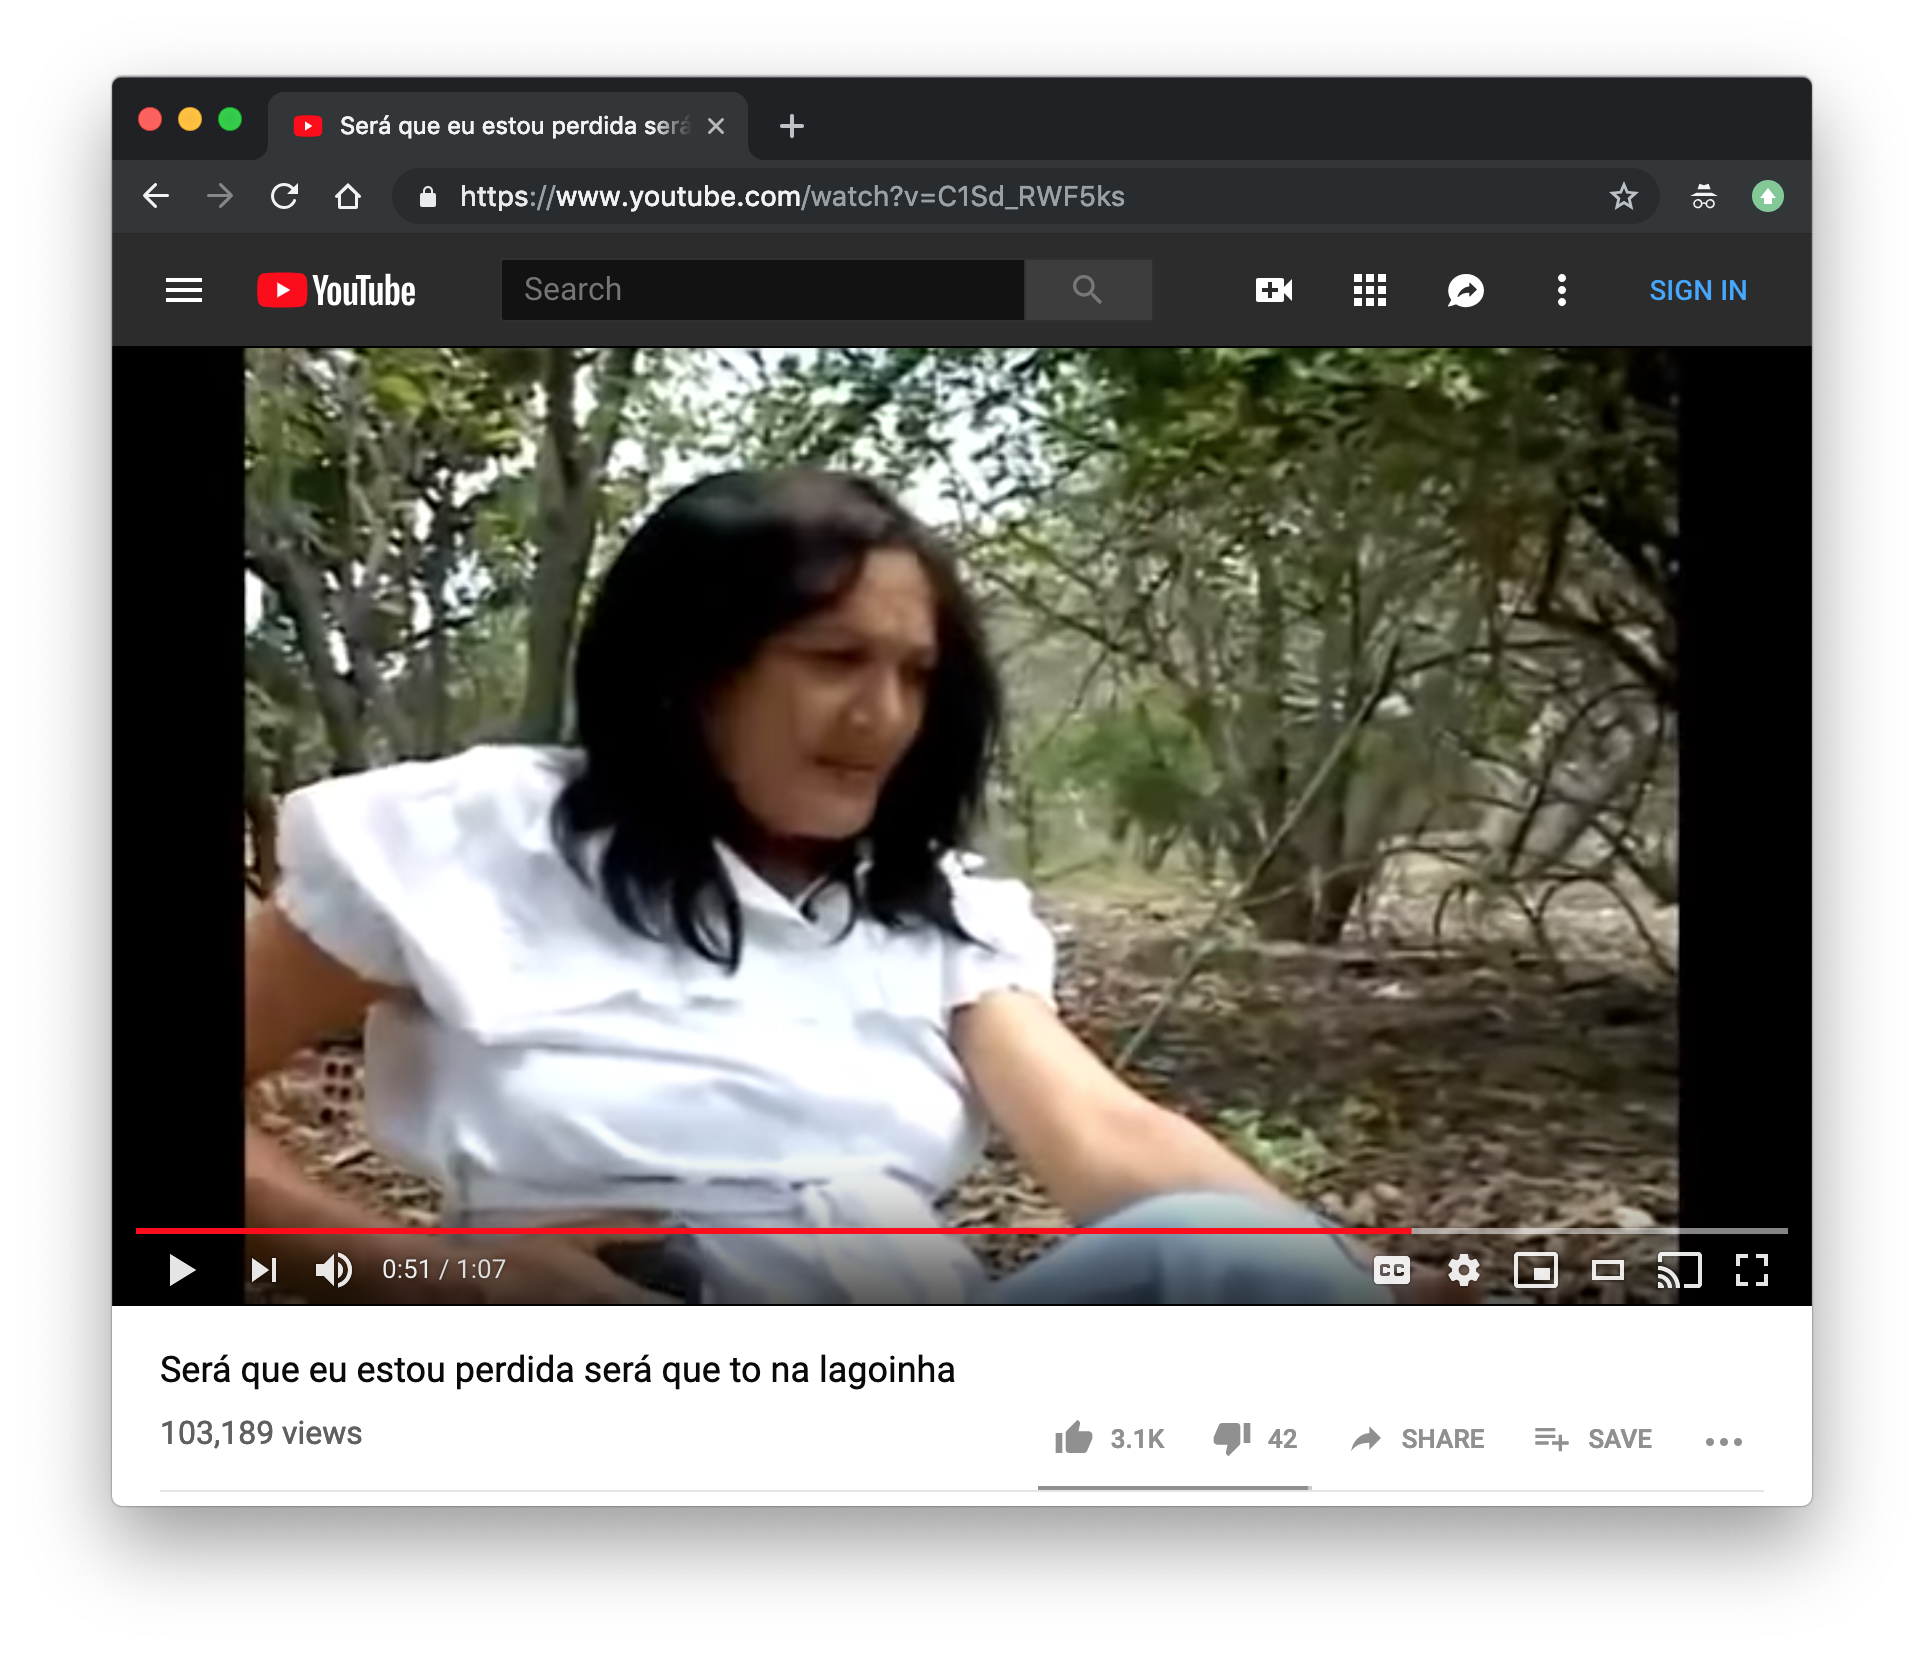 Será que eu estou perdida será
https://www.youtube.com/watch?v=C1Sd_RWF5ks
YouTube
Search
SIGN IN
0:51 / 1:07
CC
Será que eu estou perdida será que to na lagoinha
103,189 views
3.1K
42
SHARE
SAVE